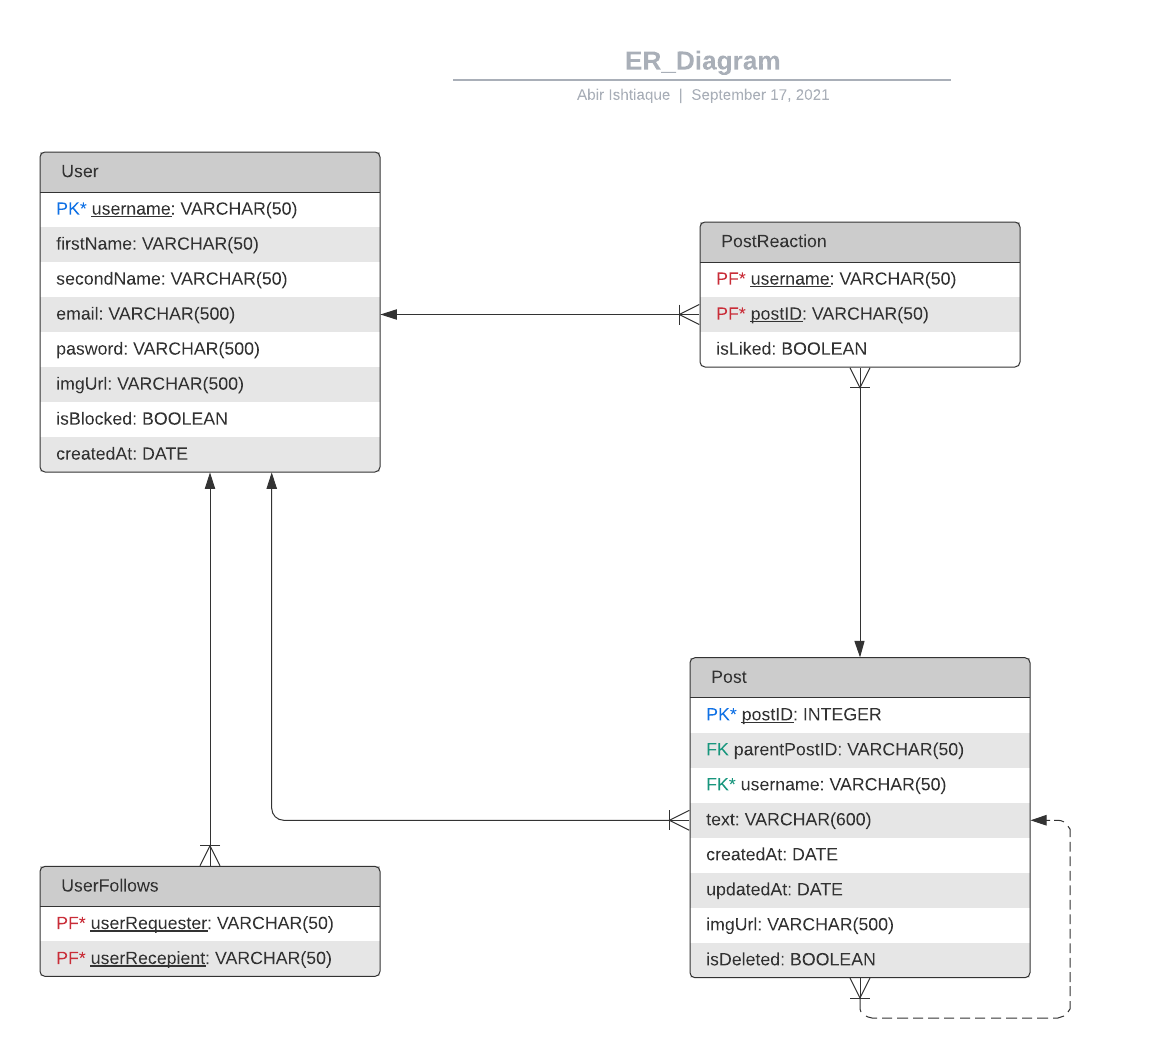 ER_Diagram
Abir Ishtiaque | September 17, 2021
User
PK* username: VARCHAR(50)
firstName: VARCHAR(50)
secondName: VARCHAR(50)
email: VARCHAR(500)
pasword: VARCHAR(500)
imgUrl: VARCHAR(500)
isBlocked: BOOLEAN
createdAt: DATE
PostReaction
PF* username: VARCHAR(50)
PF* postID: VARCHAR(50)
isLiked: BOOLEAN
Post
PK* postID: INTEGER
FK parentPostID: VARCHAR(50)
FK* username: VARCHAR(50)
text: VARCHAR(600)
createdAt: DATE
updatedAt: DATE
imgUrl: VARCHAR(500)
isDeleted: BOOLEAN
UserFollows
PF* userRequester: VARCHAR(50)
PF* userRecepient: VARCHAR(50)